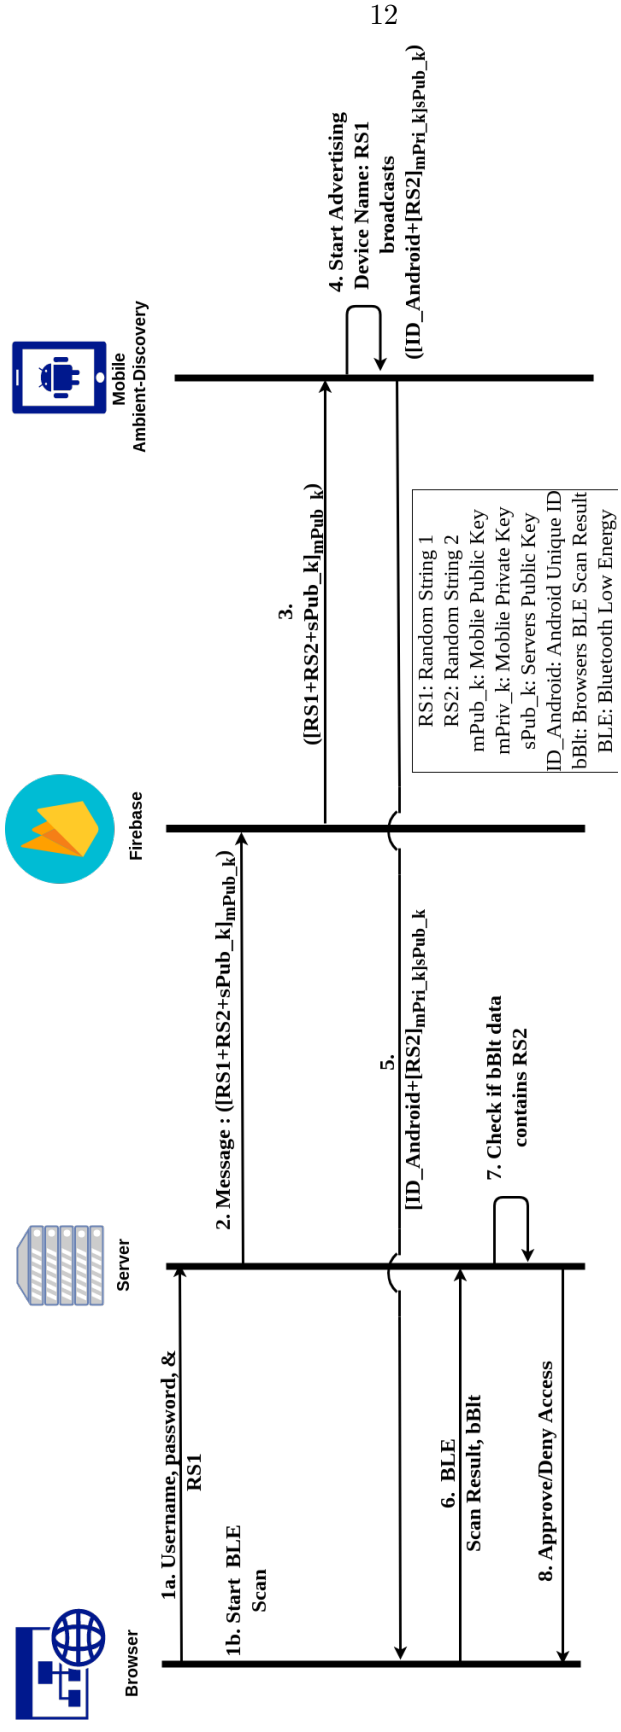 12
Browser
Server
Firebase
Mobile
Ambient-Discovery
1a. Username, password, &
RS1
1b. Start BLE
Scan
2. Message : ([RS1+RS2+sPub_k]mPub_k)
3.
([RS1+RS2+sPub_k]mPub_k)
4. Start Advertising
Device Name: RS1
broadcasts
([ID_Android+[RS2]mPri_k]sPub_k)
5.
[ID_Android+[RS2]mPri_k]sPub_k
6. BLE
Scan Result, bBlt
7. Check if bBlt data
contains RS2
8. Approve/Deny Access
RS1: Random String 1
RS2: Random String 2
mPub_k: Moblie Public Key
mPriv_k: Moblie Private Key
sPub_k: Servers Public Key
ID_Android: Android Unique ID
bBlt: Browsers BLE Scan Result
BLE: Bluetooth Low Energy